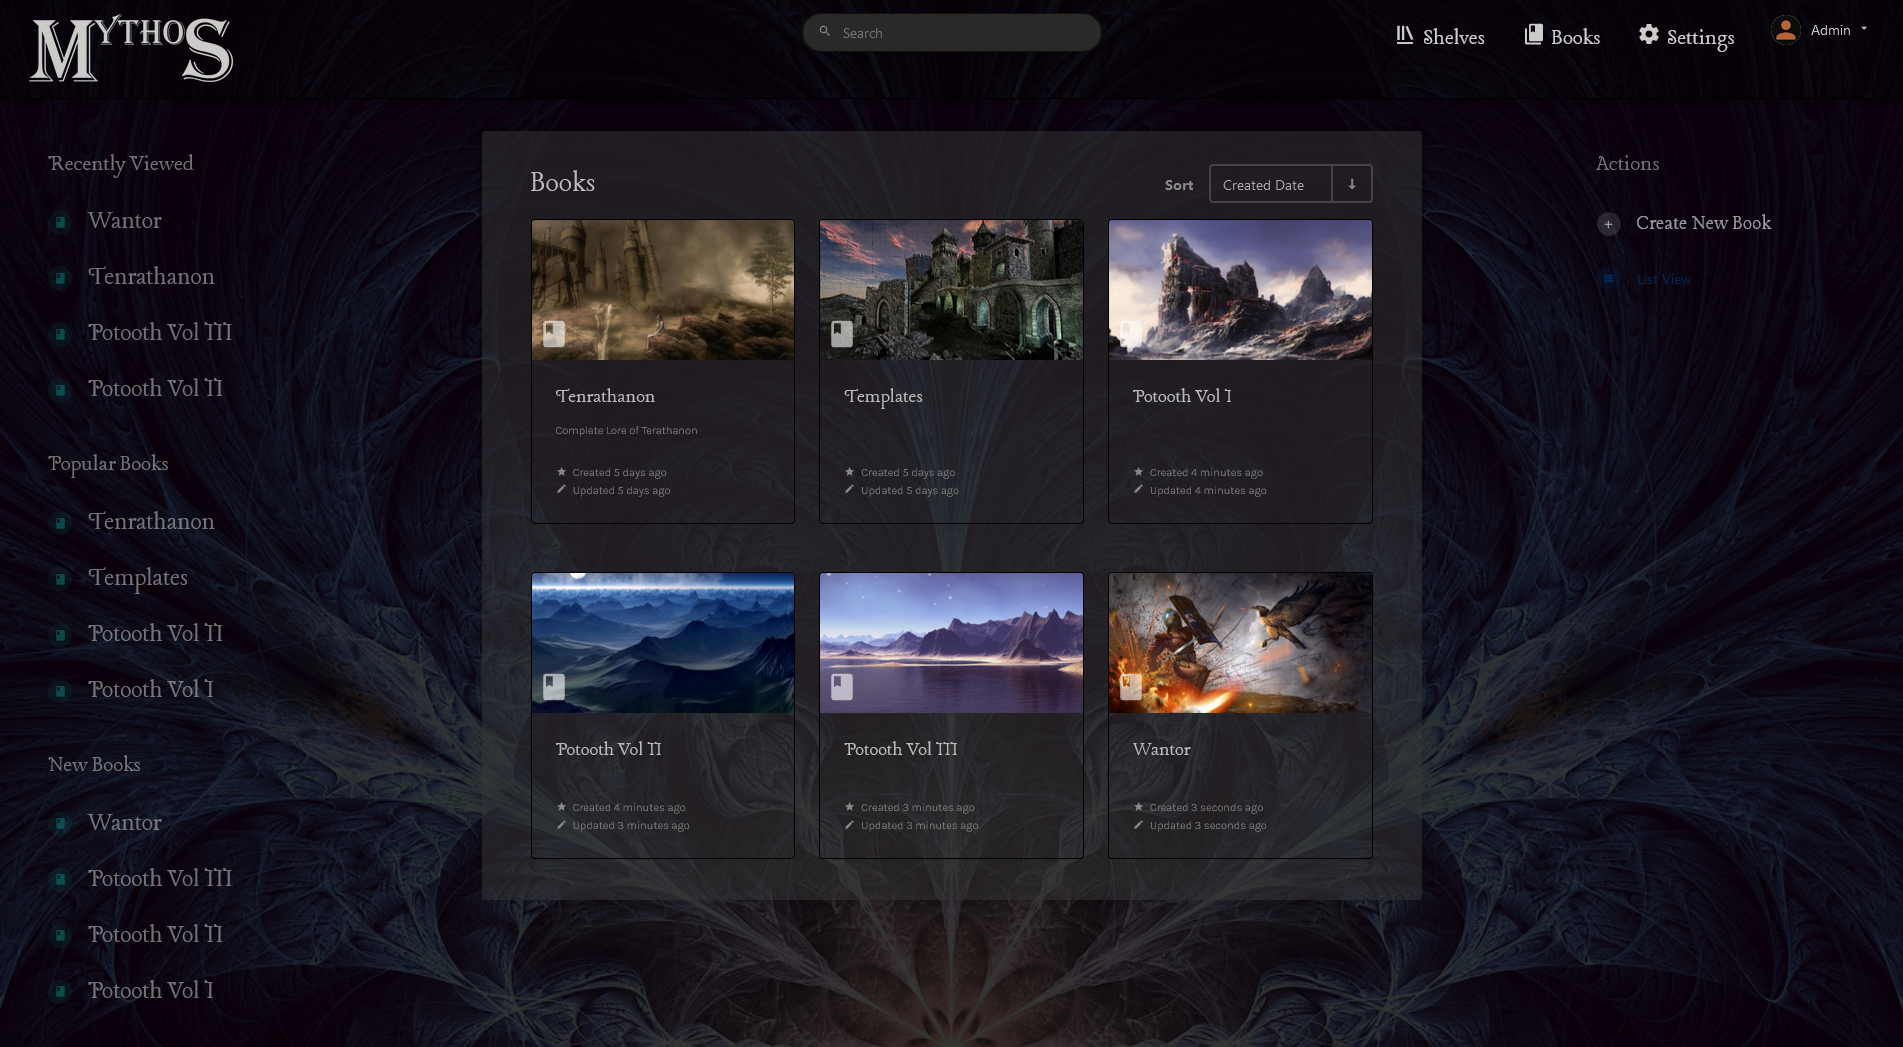 MYTHOS
Search
Shelves
Books
Settings
Admin
Recently Viewed
Wantor
Tenrathanon
Potooth Vol III
Potooth Vol II
Popular Books
Tenrathanon
Templates
Potooth Vol II
Potooth Vol I
New Books
Wantor
Potooth Vol III
Potooth Vol II
Potooth Vol I
Books
Sort
Created Date
Tenrathanon
Complete Lore of Terathanon
Created 5 days ago
Updated 5 days ago
Templates
Created 5 days ago
Updated 5 days ago
Potooth Vol I
Created 4 minutes ago
Updated 4 minutes ago
Potooth Vol II
Created 4 minutes ago
Updated 3 minutes ago
Potooth Vol III
Created 3 minutes ago
Updated 3 minutes ago
Wantor
Created 3 seconds ago
Updated 3 seconds ago
Actions
Create New Book
List View